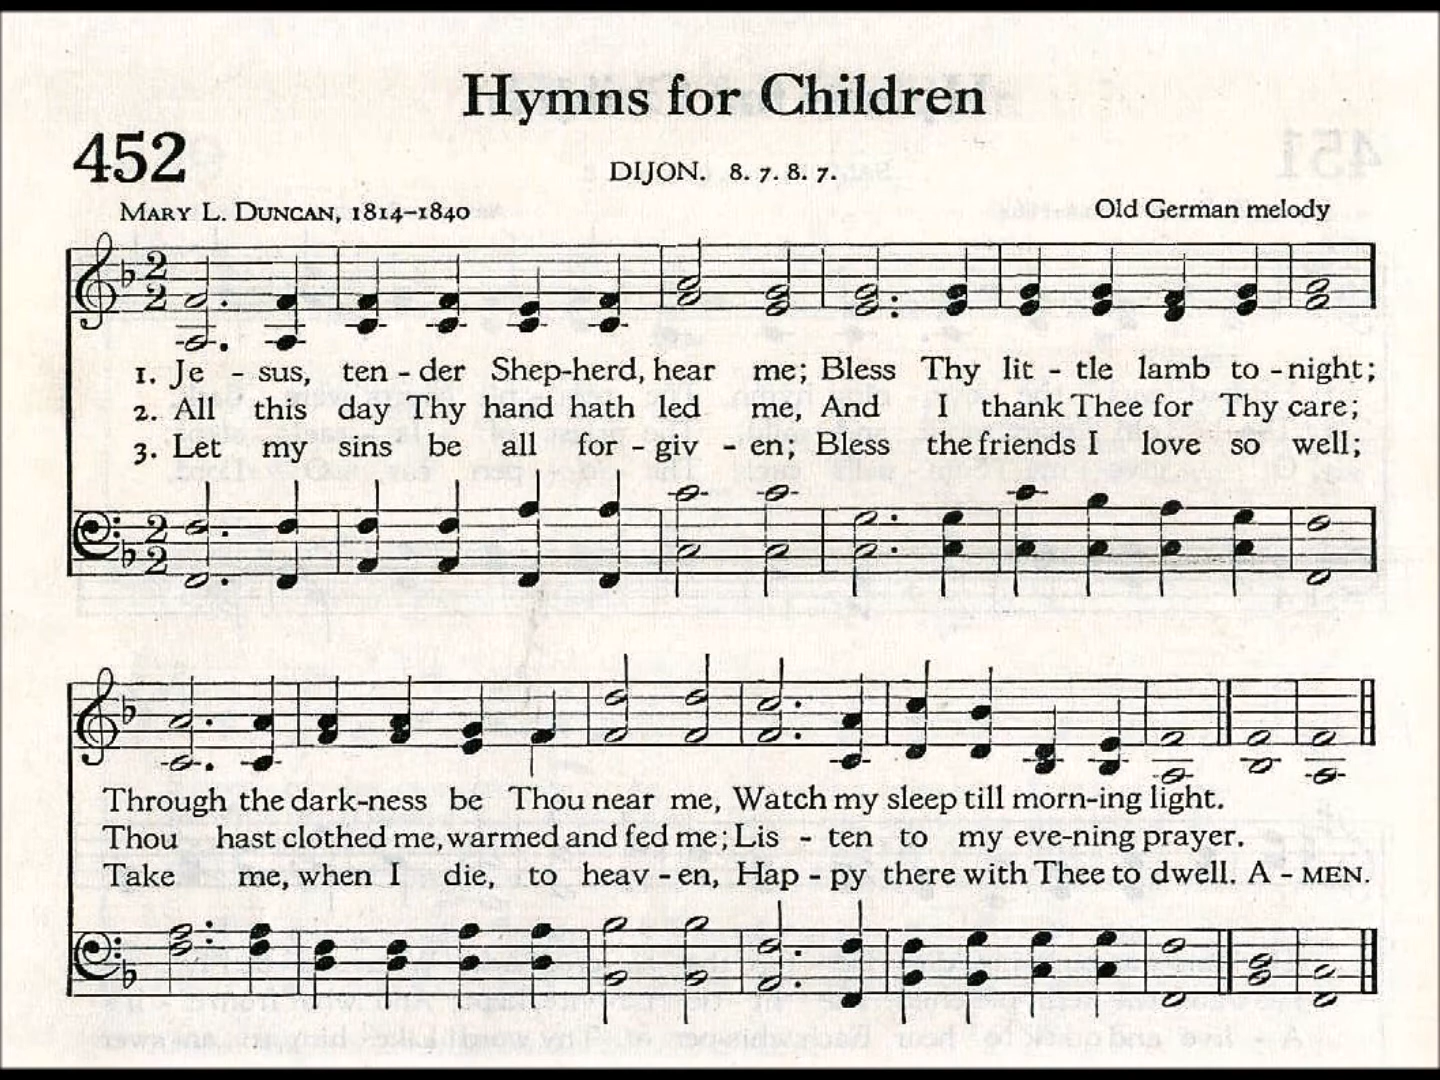 Hymns for Children
452
DIJON. 8. 7. 8. 7.
MARY L. DUNCAN, 1814–1840
Old German melody
1. Je - sus, ten - der Shep-herd, hear me; Bless Thy lit - tle lamb to - night;
2. All this day Thy hand hath led me, And I thank Thee for Thy care;
3. Let my sins be all for - giv - en; Bless the friends I love so well;
Through the dark-ness be Thou near me, Watch my sleep till morn-ing light.
Thou hast clothed me, warmed and fed me; Lis - ten to my eve-ning prayer.
Take me, when I die, to heav - en, Hap - py there with Thee to dwell. A - MEN.